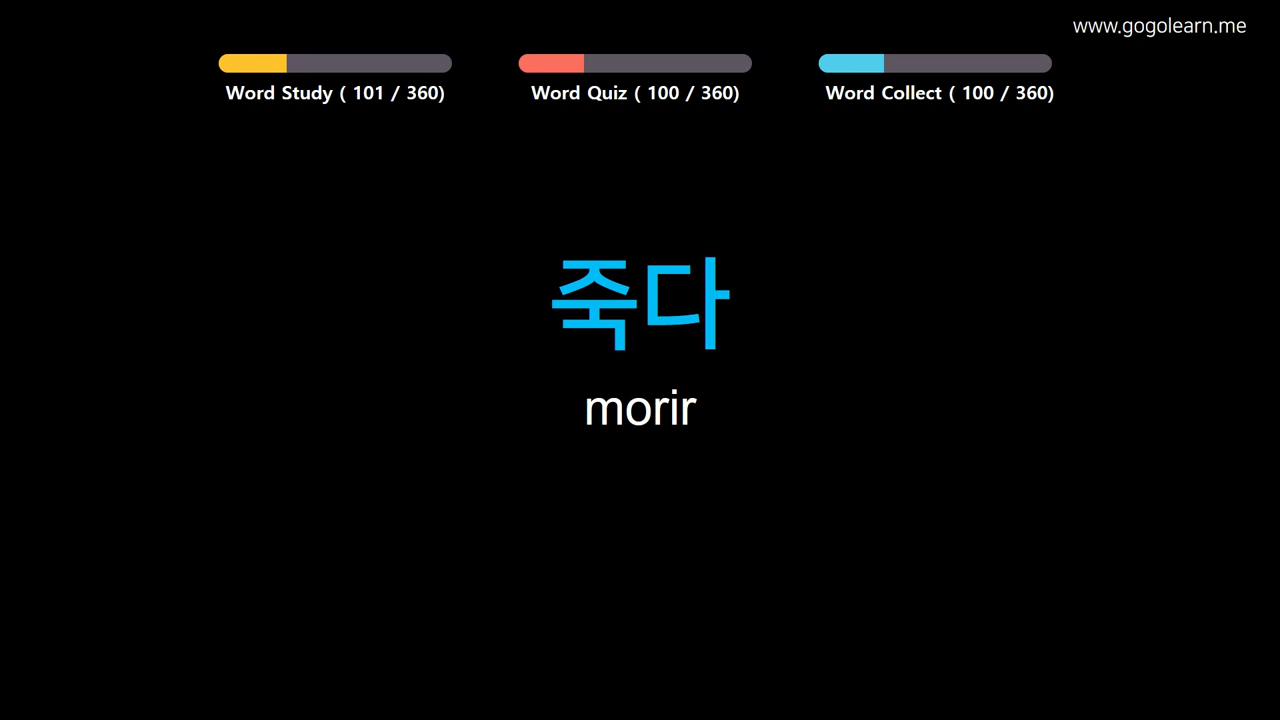 www.gogolearn.me
Word Study ( 101 / 360)
Word Quiz ( 100 / 360)
Word Collect ( 100 / 360)
죽다
morir